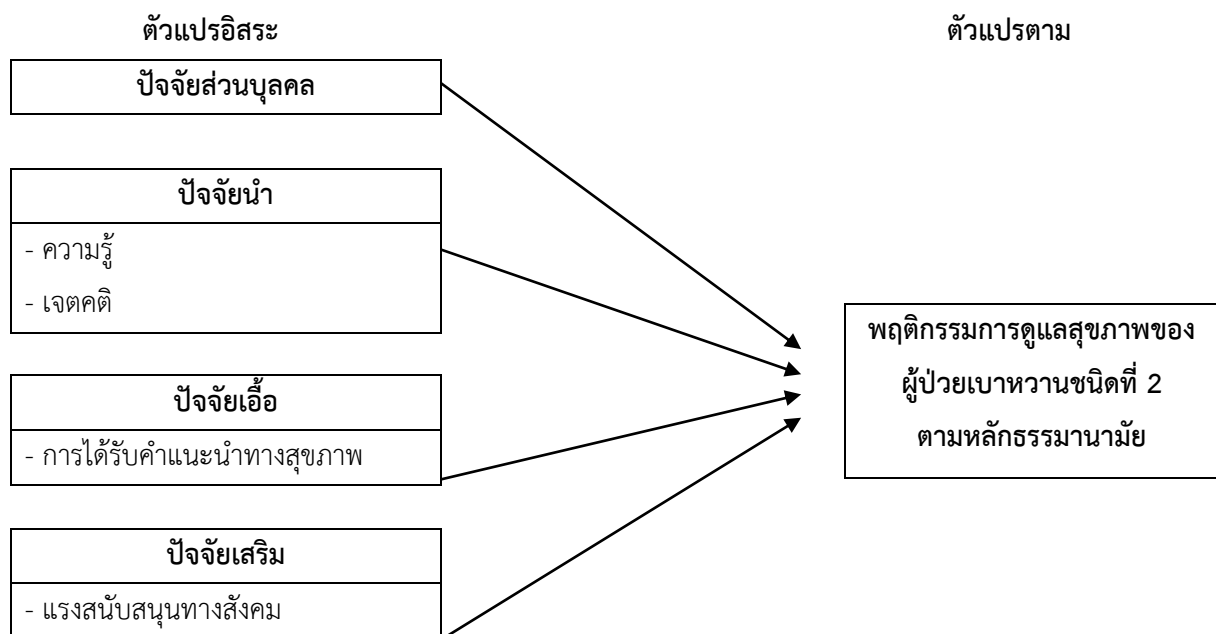 ตัวแปรอิสระ
ตัวแปรตาม
ปัจจัยส่วนบุลคล
ปัจจัยนำ
- ความรู้
- เจตคติ
ปัจจัยเอื้อ
- การได้รับคำแนะนำทางสุขภาพ
ปัจจัยเสริม
- แรงสนับสนุนทางสังคม
พฤติกรรมการดูแลสุขภาพของ
ผู้ป่วยเบาหวานชนิดที่ 2
ตามหลักธรรมานามัย